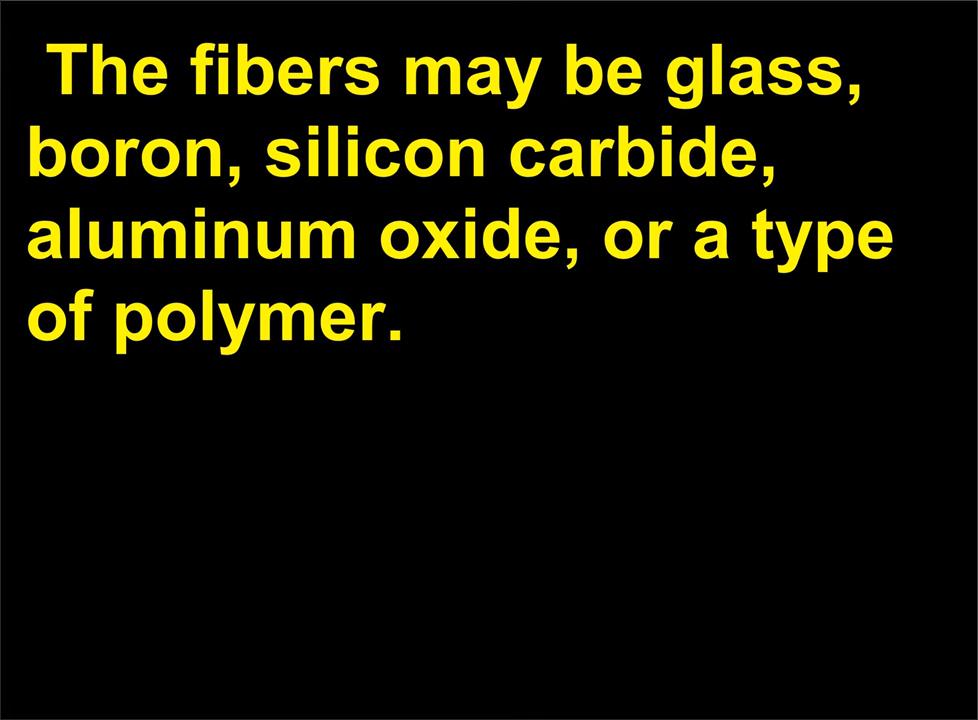 The fibers may be glass,
boron, silicon carbide,
aluminum oxide, or a type
of polymer.